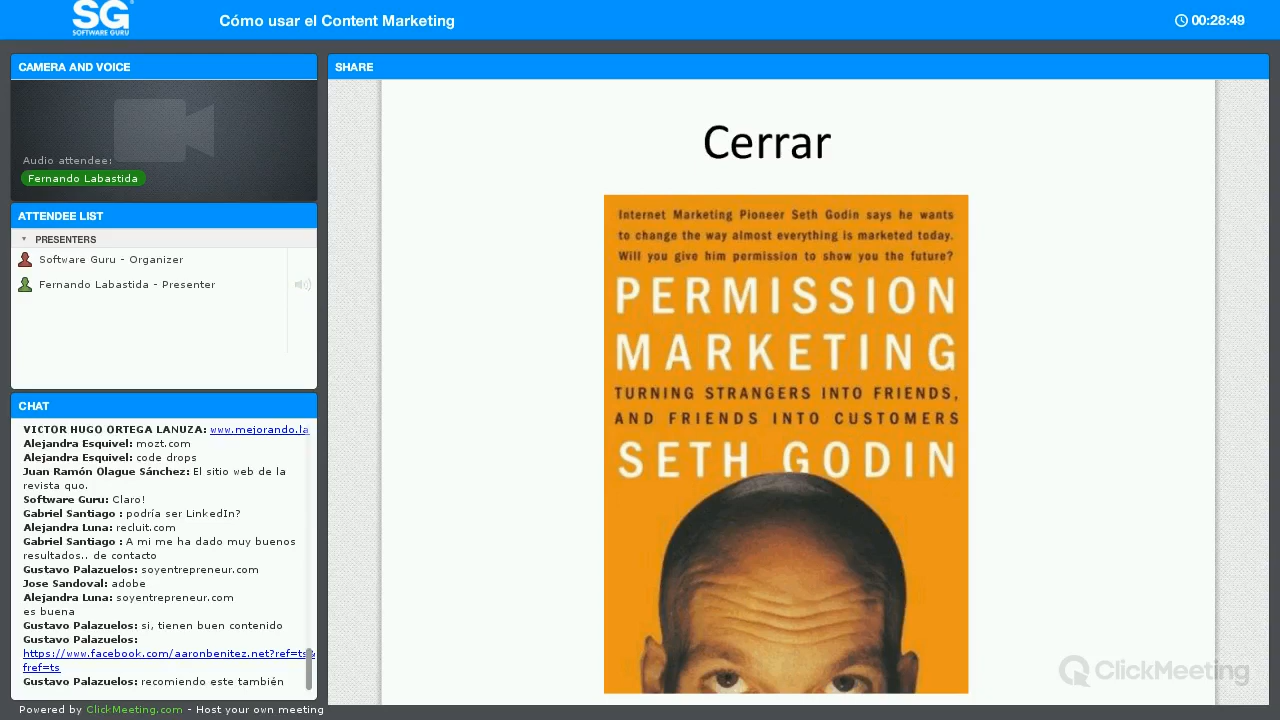 SG
SOFTWARE GURU
Cómo usar el Content Marketing
00:28:49
CAMERA AND VOICE
Audio attendee:
Fernando Labastida
ATTENDEE LIST
PRESENTERS
Software Guru - Organizer
Fernando Labastida - Presenter
CHAT
VICTOR HUGO ORTEGA LANUZA: www.mejorando.la
Alejandra Esquivel: mozt.com
Alejandra Esquivel: code drops
Juan Ramón Olague Sánchez: El sitio web de la
revista quo.
Software Guru: Claro!
Gabriel Santiago : podría ser LinkedIn?
Alejandra Luna: recluit.com
Gabriel Santiago : A mi me ha dado muy buenos
resultados.. de contacto
Gustavo Palazuelos: soyentrepreneur.com
Jose Sandoval: adobe
Alejandra Luna: soyentrepreneur.com
es buena
Gustavo Palazuelos: si, tienen buen contenido
Gustavo Palazuelos:
https://www.facebook.com/aaronbenitez.net?ref=ts&
fref=ts
Gustavo Palazuelos: recomiendo este también
Powered by ClickMeeting.com - Host your own meeting
SHARE
Cerrar
Internet Marketing Pioneer Seth Godin says he wants
to change the way almost everything is marketed today.
Will you give him permission to show you the future?
PERMISSION
MARKETING
TURNING STRANGERS INTO FRIENDS,
AND FRIENDS INTO CUSTOMERS
SETH GODIN
ClickMeeting